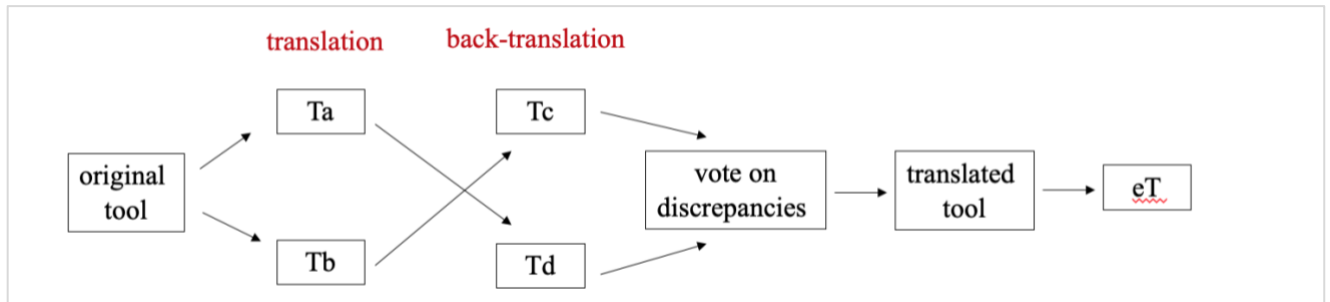 translation
back-translation
Ta
Tc
original
tool
vote on
discrepancies
translated
tool
eT
Tb
Td